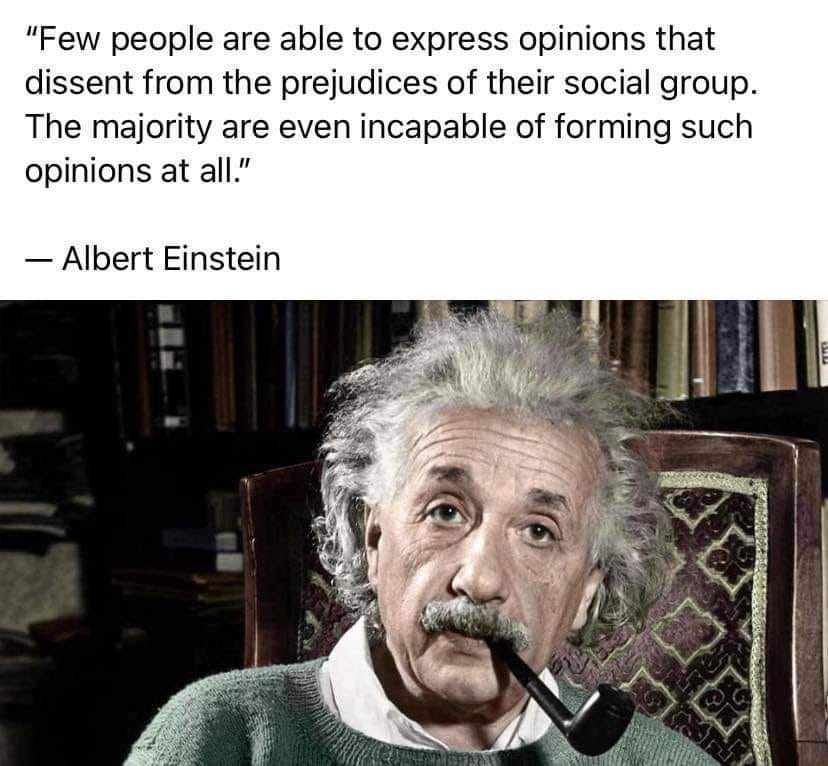 "Few people are able to express opinions that
dissent from the prejudices of their social group.
The majority are even incapable of forming such
opinions at all."
— Albert Einstein